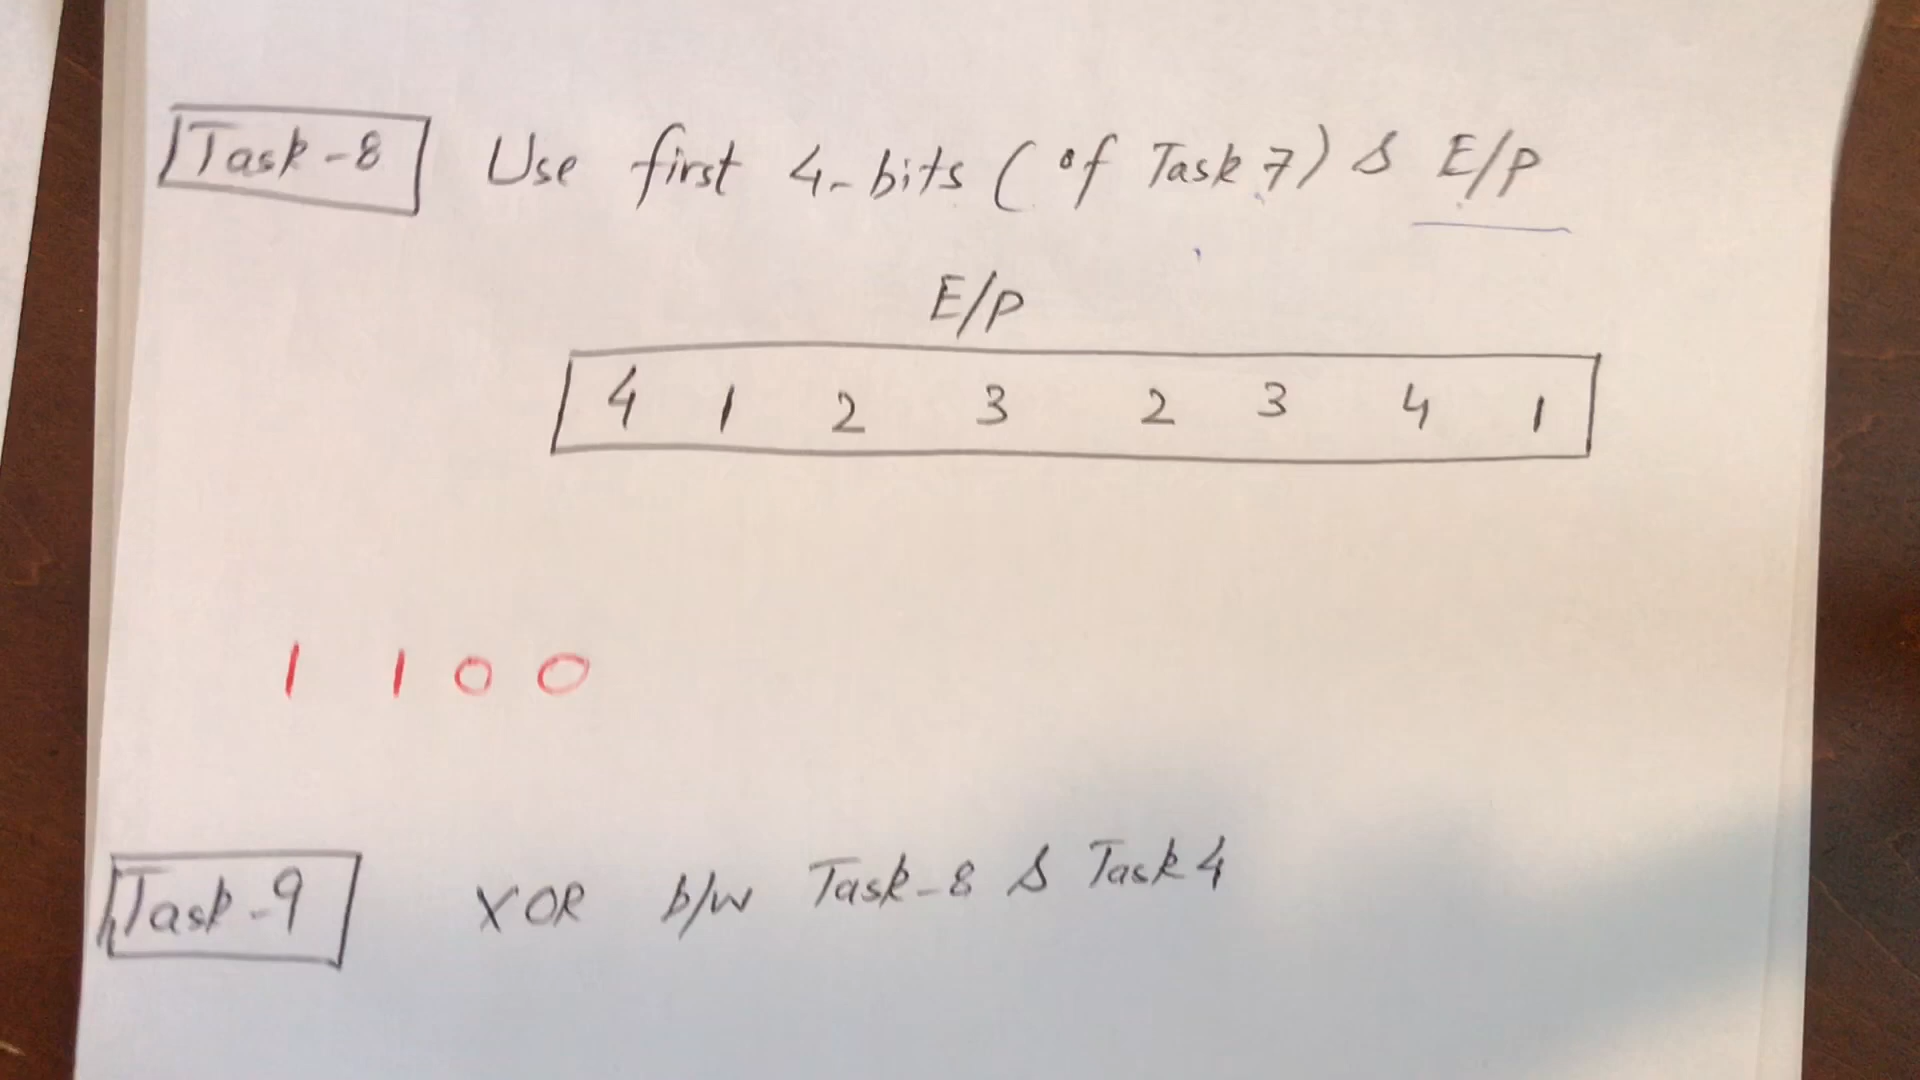 Task-8 Use first 4-bits (of Task 7) & E/P
E/P
4 1 2 3 2 3 4 1
1 1 0 0
Task-9 XOR b/w Task-8 & Task 4